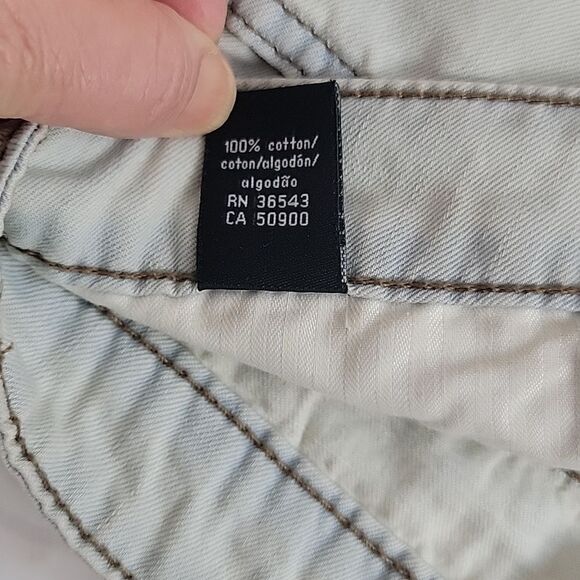 100% cotton/
coton/algodón/
algodão
RN 36543
CA 50900